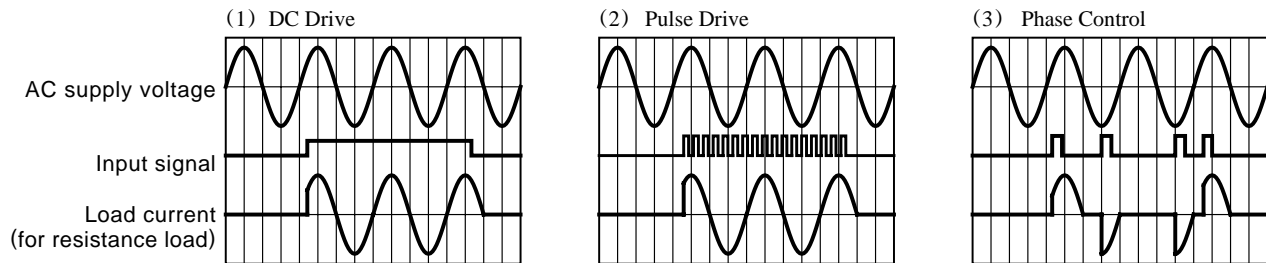 (1) DC Drive
(2) Pulse Drive
(3) Phase Control
AC supply voltage
Input signal
Load current
(for resistance load)